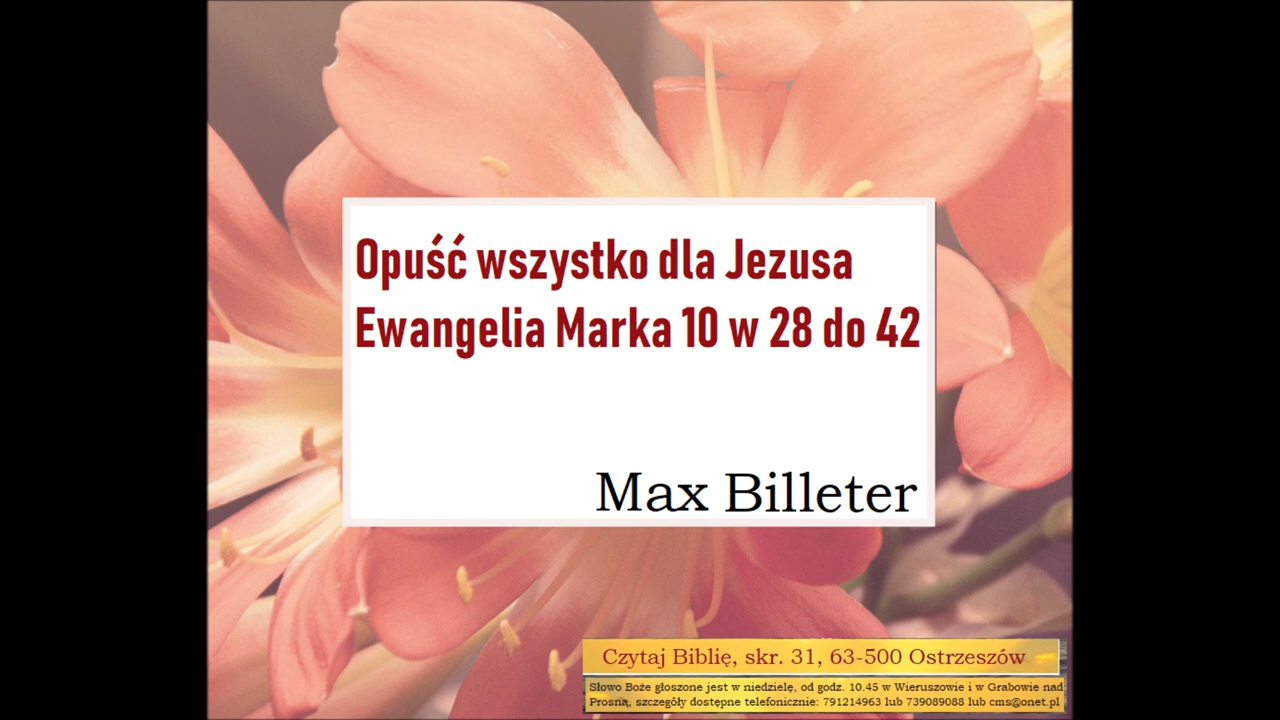 Opuść wszystko dla Jezusa
Ewangelia Marka 10 w 28 do 42
Max Billeter
Czytaj Biblię, skr. 31, 63-500 Ostrzeszów
Słowo Boże głoszone jest w niedzielę, od godz. 10.45 w Wieruszowie i w Grabowie nad
Prosną, szczegóły dostępne telefonicznie: 791214963 lub 739089088 lub cms@onet.pl